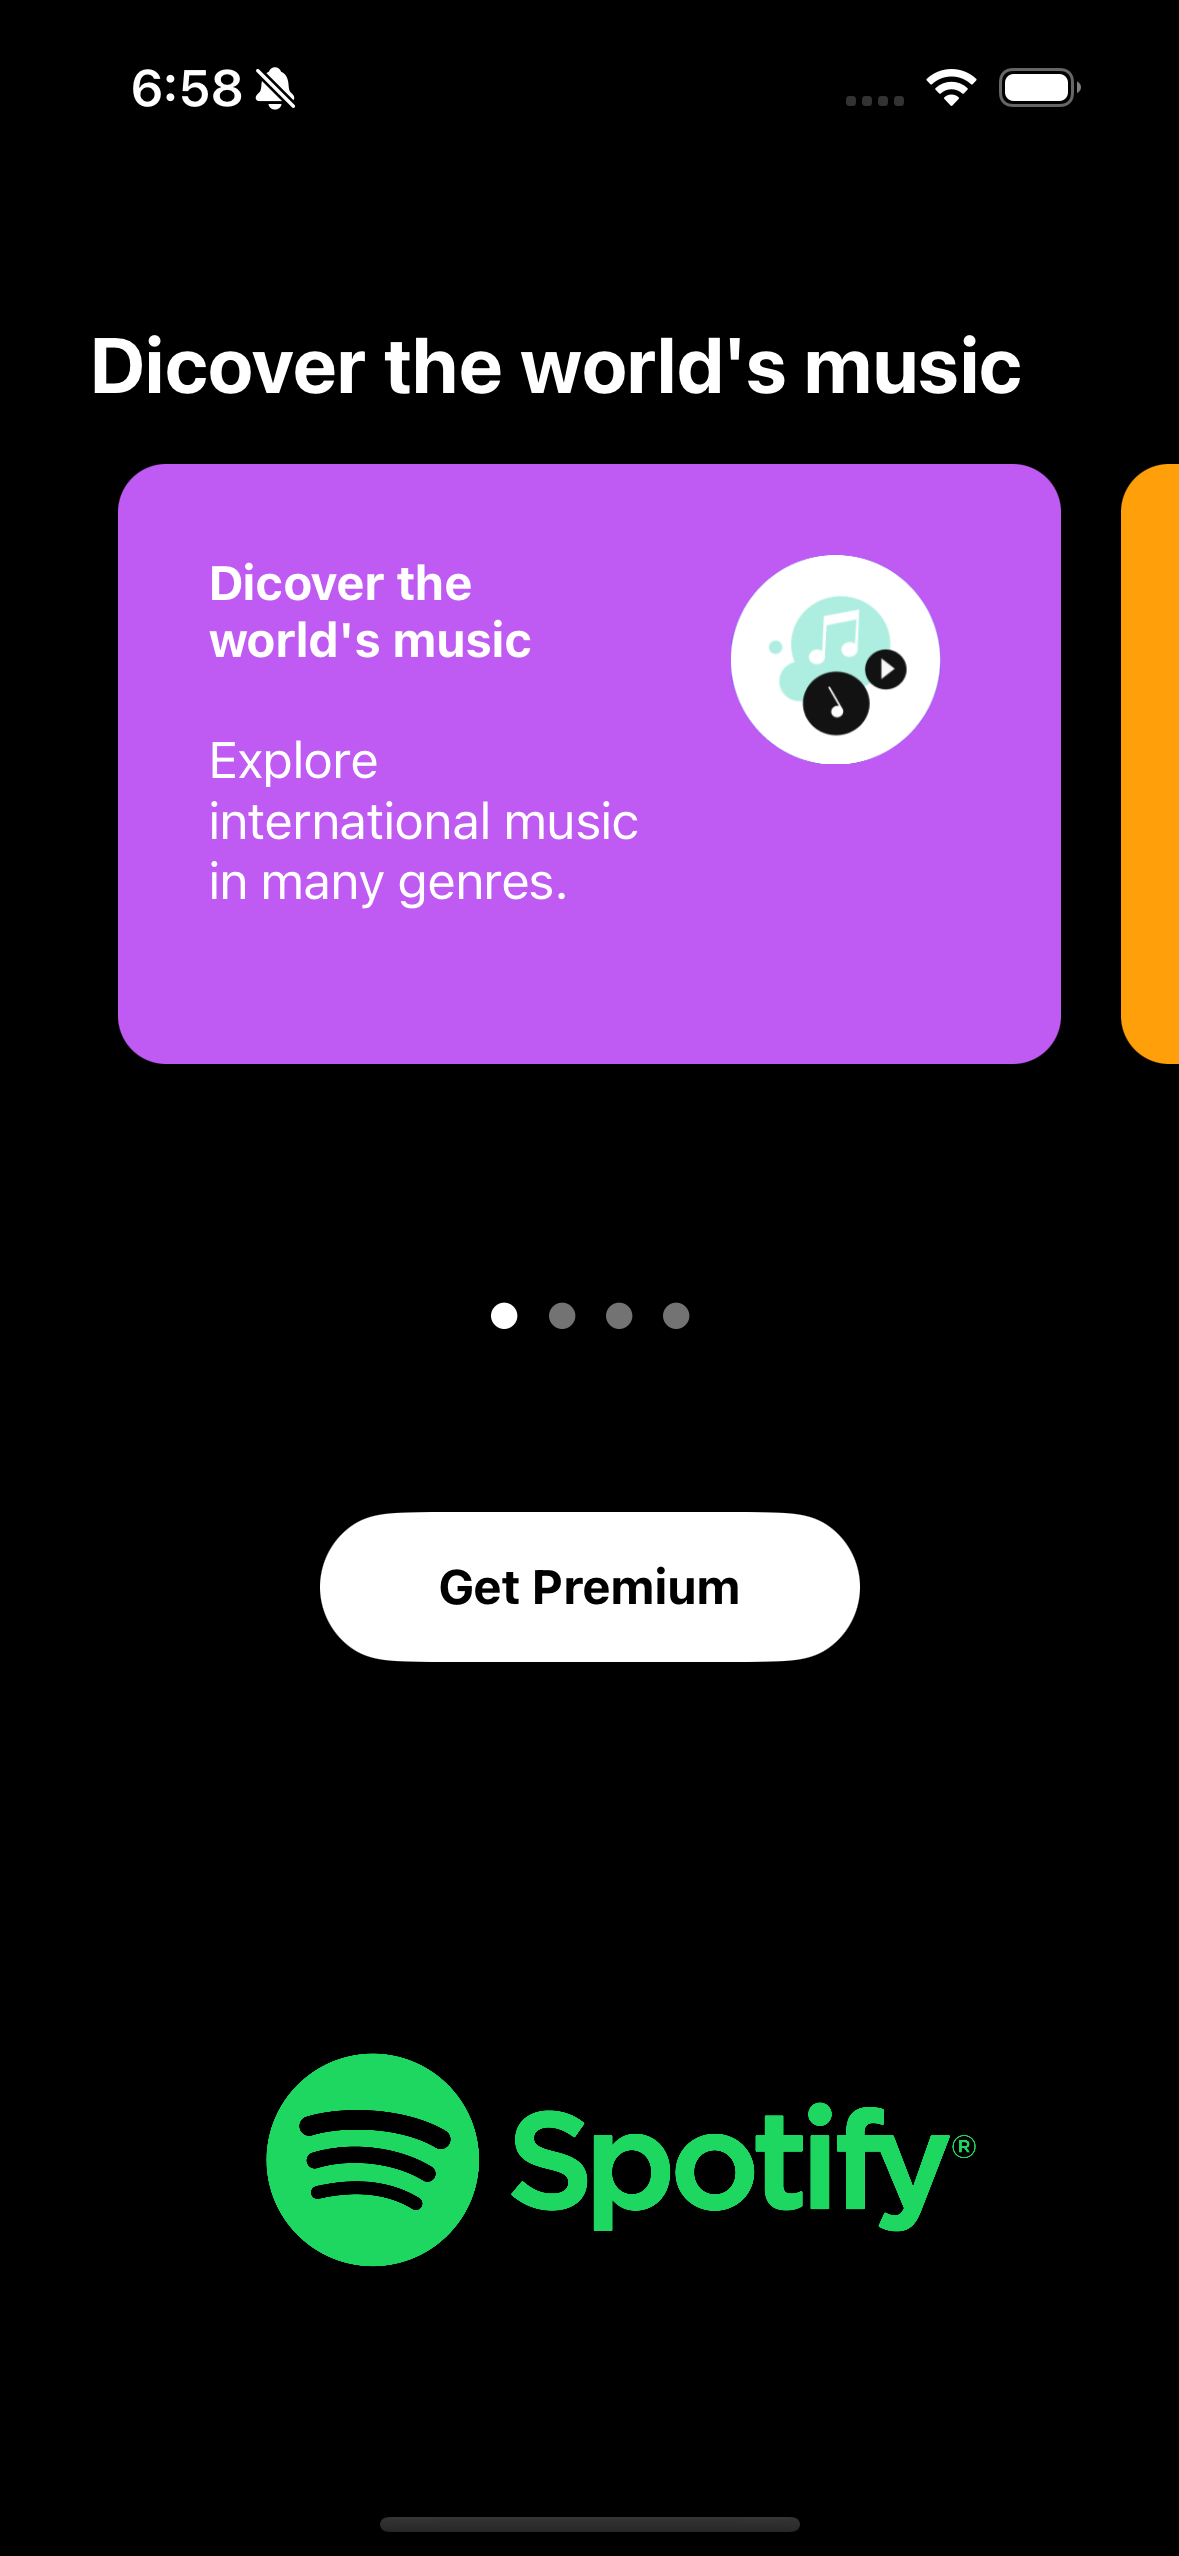 6:58
Dicover the world's music
Dicover the
world's music
Explore
international music
in many genres.
Get Premium
Spotify®